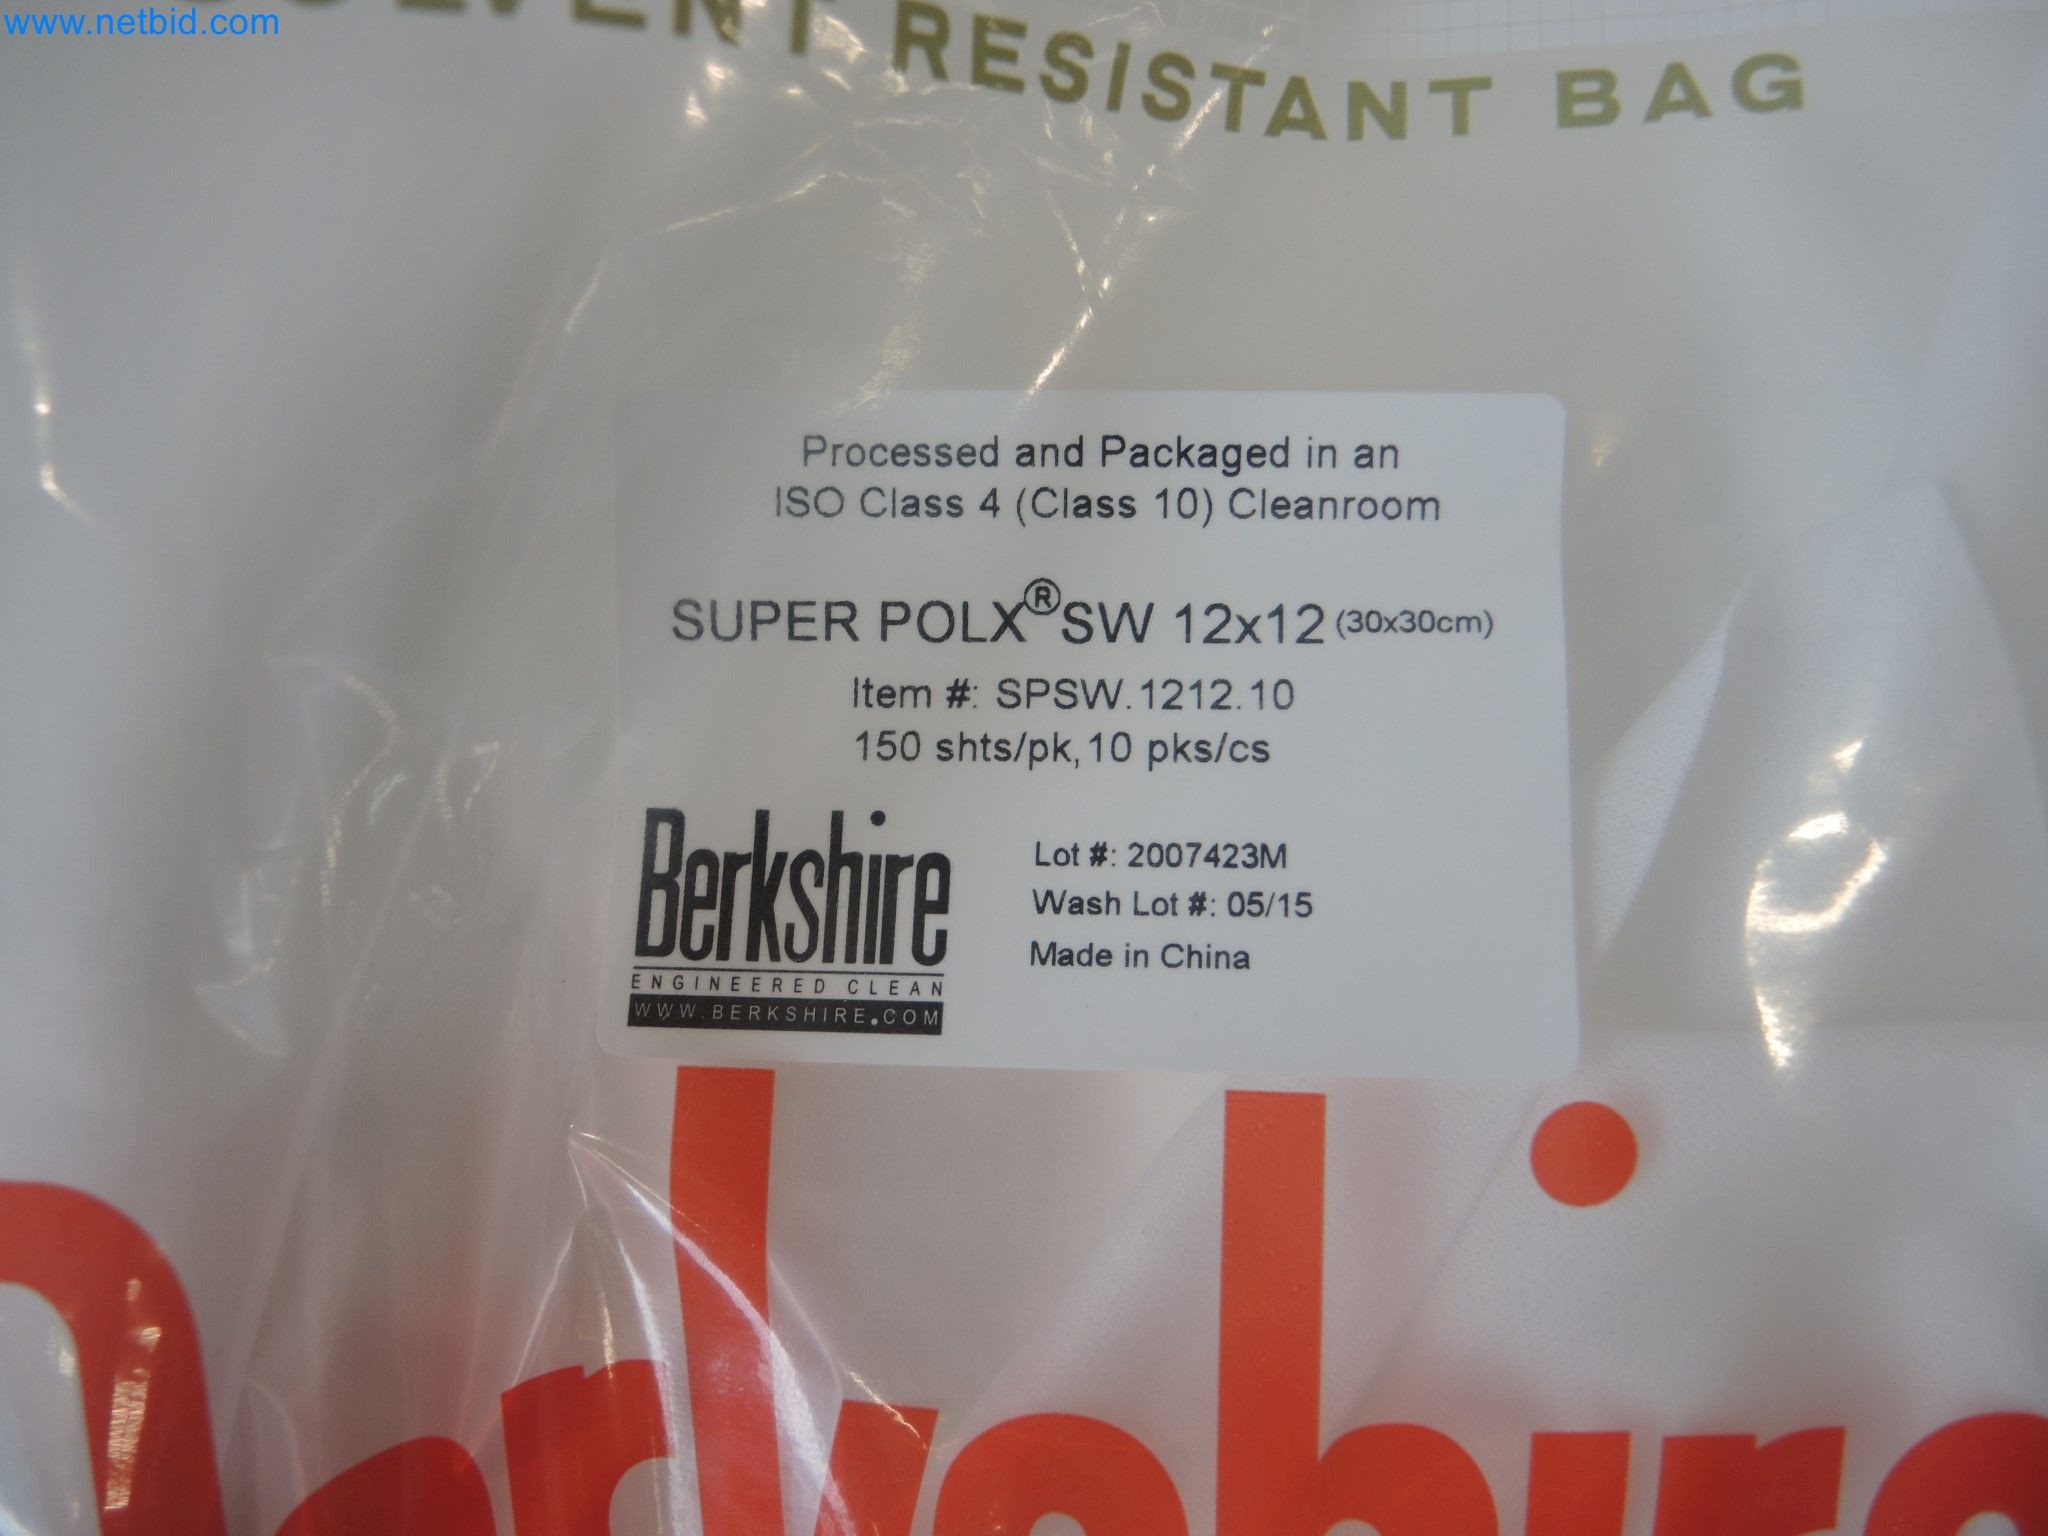 www.netbid.com
SOLVENT RESISTANT BAG
Processed and Packaged in an
ISO Class 4 (Class 10) Cleanroom
SUPER POLX® SW 12x12 (30x30cm)
Item #: SPSW.1212.10
150 shts/pk, 10 pks/cs
Berkshire
ENGINEERED CLEAN
WWW.BERKSHIRE.COM
Lot #: 2007423M
Wash Lot #: 05/15
Made in China
Berkshire